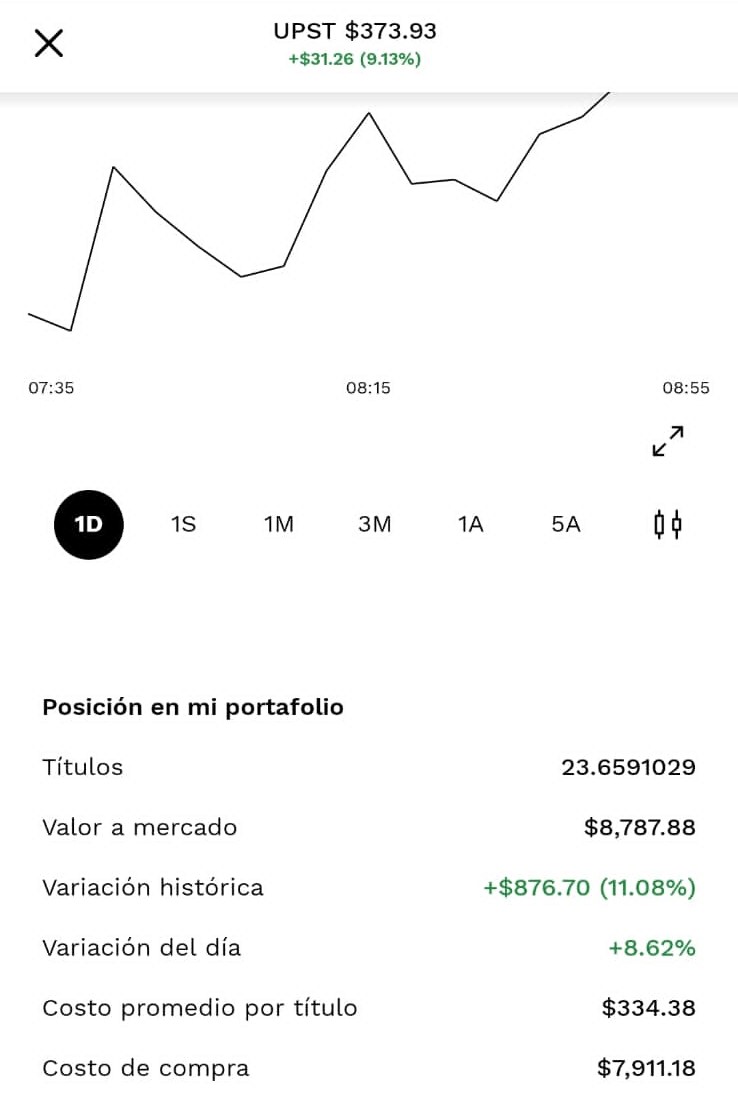 UPST $373.93
+$31.26 (9.13%)
07:35 08:15 08:55
1D 1S 1M 3M 1A 5A
Posición en mi portafolio
Títulos 23.6591029
Valor a mercado $8,787.88
Variación histórica +$876.70 (11.08%)
Variación del día +8.62%
Costo promedio por título $334.38
Costo de compra $7,911.18